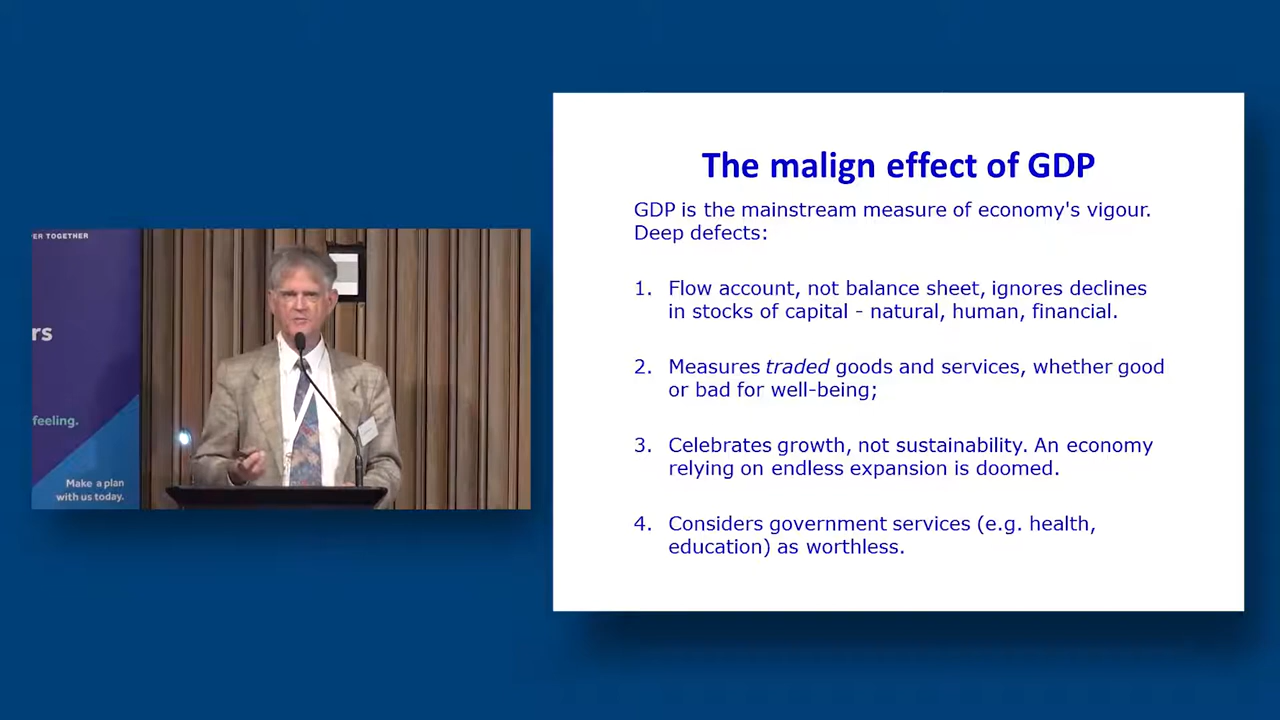 ER TOGETHER
rs
feeling.
Make a plan
with us today.
The malign effect of GDP
GDP is the mainstream measure of economy's vigour.
Deep defects:
1. Flow account, not balance sheet, ignores declines
in stocks of capital - natural, human, financial.
2. Measures traded goods and services, whether good
or bad for well-being;
3. Celebrates growth, not sustainability. An economy
relying on endless expansion is doomed.
4. Considers government services (e.g. health,
education) as worthless.